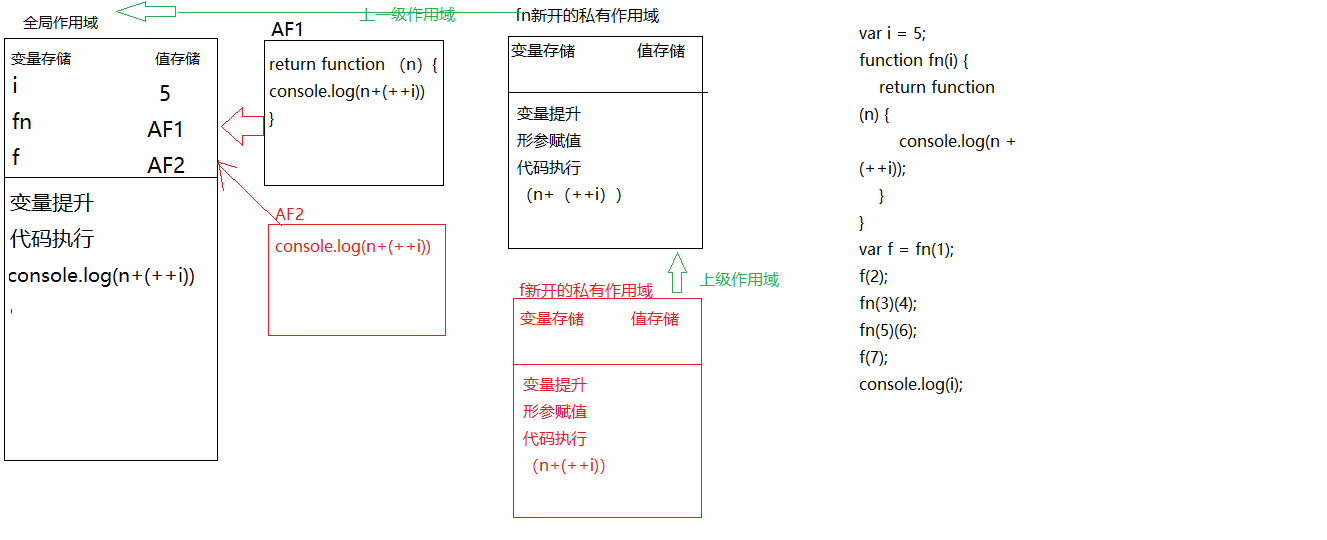 全局作用域
变量存储 值存储
i 5
fn AF1
f AF2
变量提升
代码执行
console.log(n+(++i))
上一级作用域
AF1
return function （n）{
console.log(n+(++i))
}
AF2
console.log(n+(++i))
fn新开的私有作用域
变量存储 值存储
变量提升
形参赋值
代码执行
（n+（++i））
上级作用域
f新开的私有作用域
变量存储 值存储
变量提升
形参赋值
代码执行
（n+(++i)）
var i = 5;
function fn(i) {
return function
(n) {
console.log(n +
(++i));
}
}
var f = fn(1);
f(2);
fn(3)(4);
fn(5)(6);
f(7);
console.log(i);